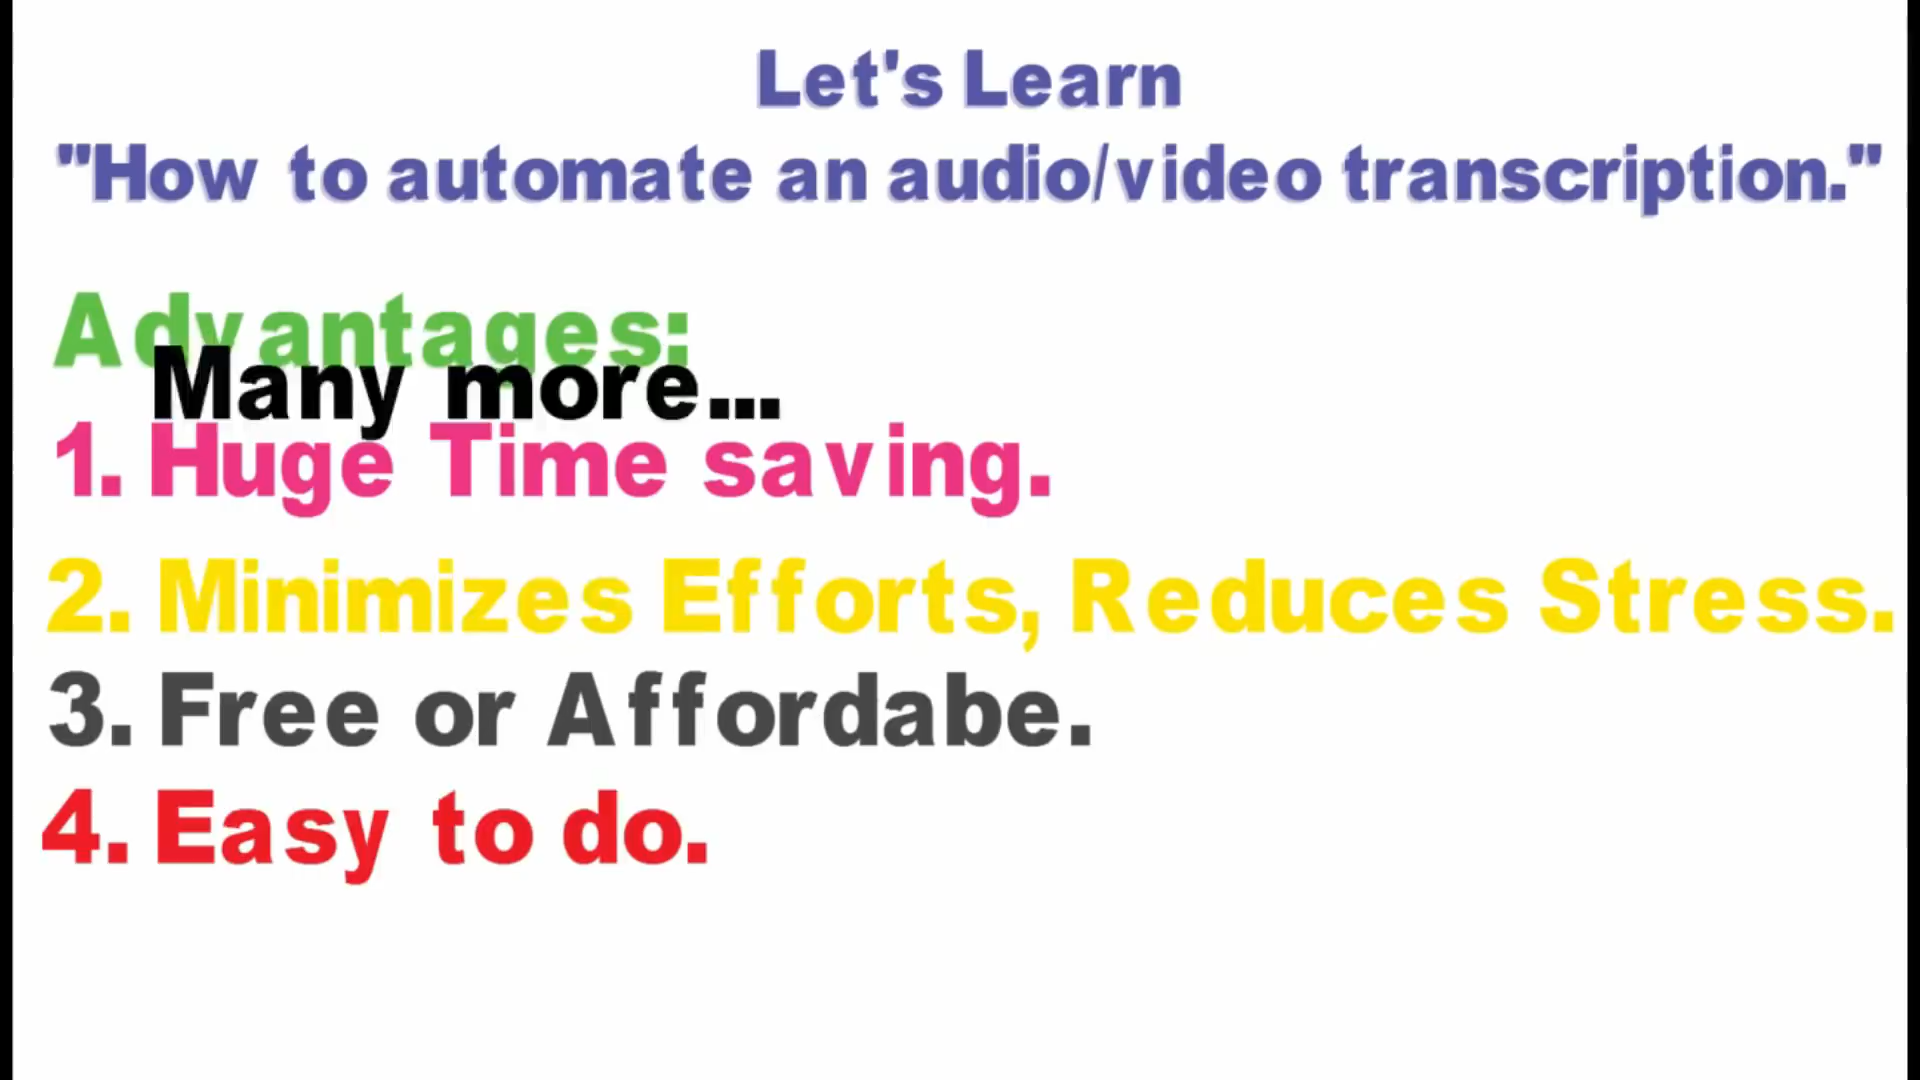 Let's Learn
"How to automate an audio/video transcription."
Advantages:
Many more...
1. Huge Time saving.
2. Minimizes Efforts, Reduces Stress.
3. Free or Affordabe.
4. Easy to do.